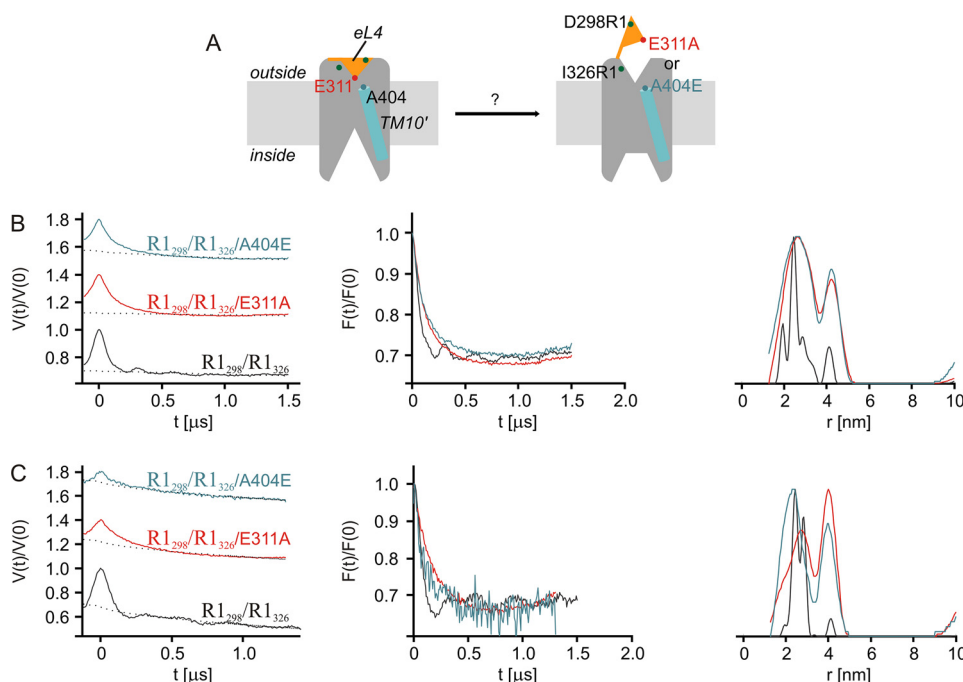 A
eL4
outside
E311
A404
TM10'
inside
?
D298R1
E311A
or
I326R1
A404E
B
V(t)/V(0)
1.8
1.6
1.4
1.2
1.0
0.8
R1298/R1326/A404E
R1298/R1326/E311A
R1298/R1326
0 0.5 1.0 1.5
t [µs]
F(t)/F(0)
1.0
0.9
0.8
0.7
0 0.5 1.0 1.5 2.0
t [µs]
0 2 4 6 8 10
r [nm]
C
V(t)/V(0)
1.8
1.6
1.4
1.2
1.0
0.8
0.6
R1298/R1326/A404E
R1298/R1326/E311A
R1298/R1326
0 0.5 1.0
t [µs]
F(t)/F(0)
1.0
0.9
0.8
0.7
0 0.5 1.0 1.5 2.0
t [µs]
0 2 4 6 8 10
r [nm]